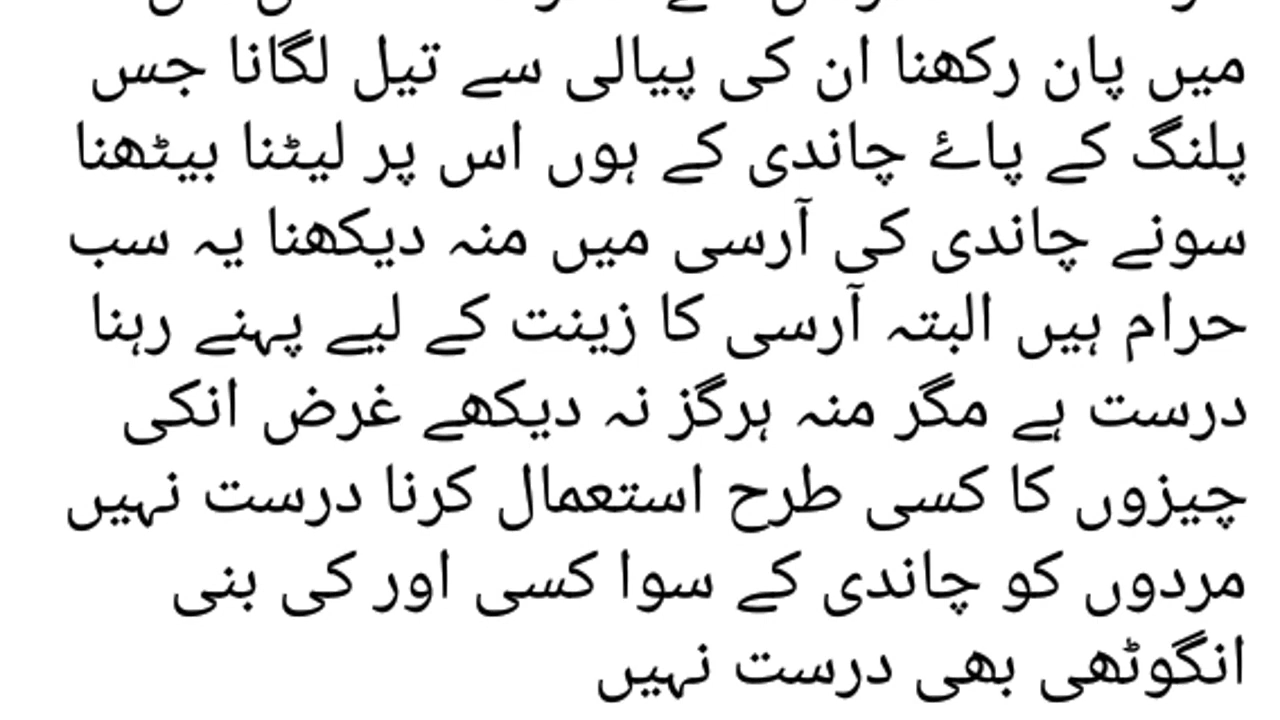 میں پان رکھنا ان کی پیالی سے تیل لگانا جس
پلنگ کے پاۓ چاندی کے ہوں اس پر لیٹنا بیٹھنا
سونے چاندی کی آرسی میں منہ دیکھنا یہ سب
حرام ہیں البتہ آرسی کا زینت کے لیے پہنے رہنا
درست ہے مگر منہ ہرگز نہ دیکھے غرض انکی
چیزوں کا کسی طرح استعمال کرنا درست نہیں
مردوں کو چاندی کے سوا کسی اور کی بنی
انگوٹھی بھی درست نہیں